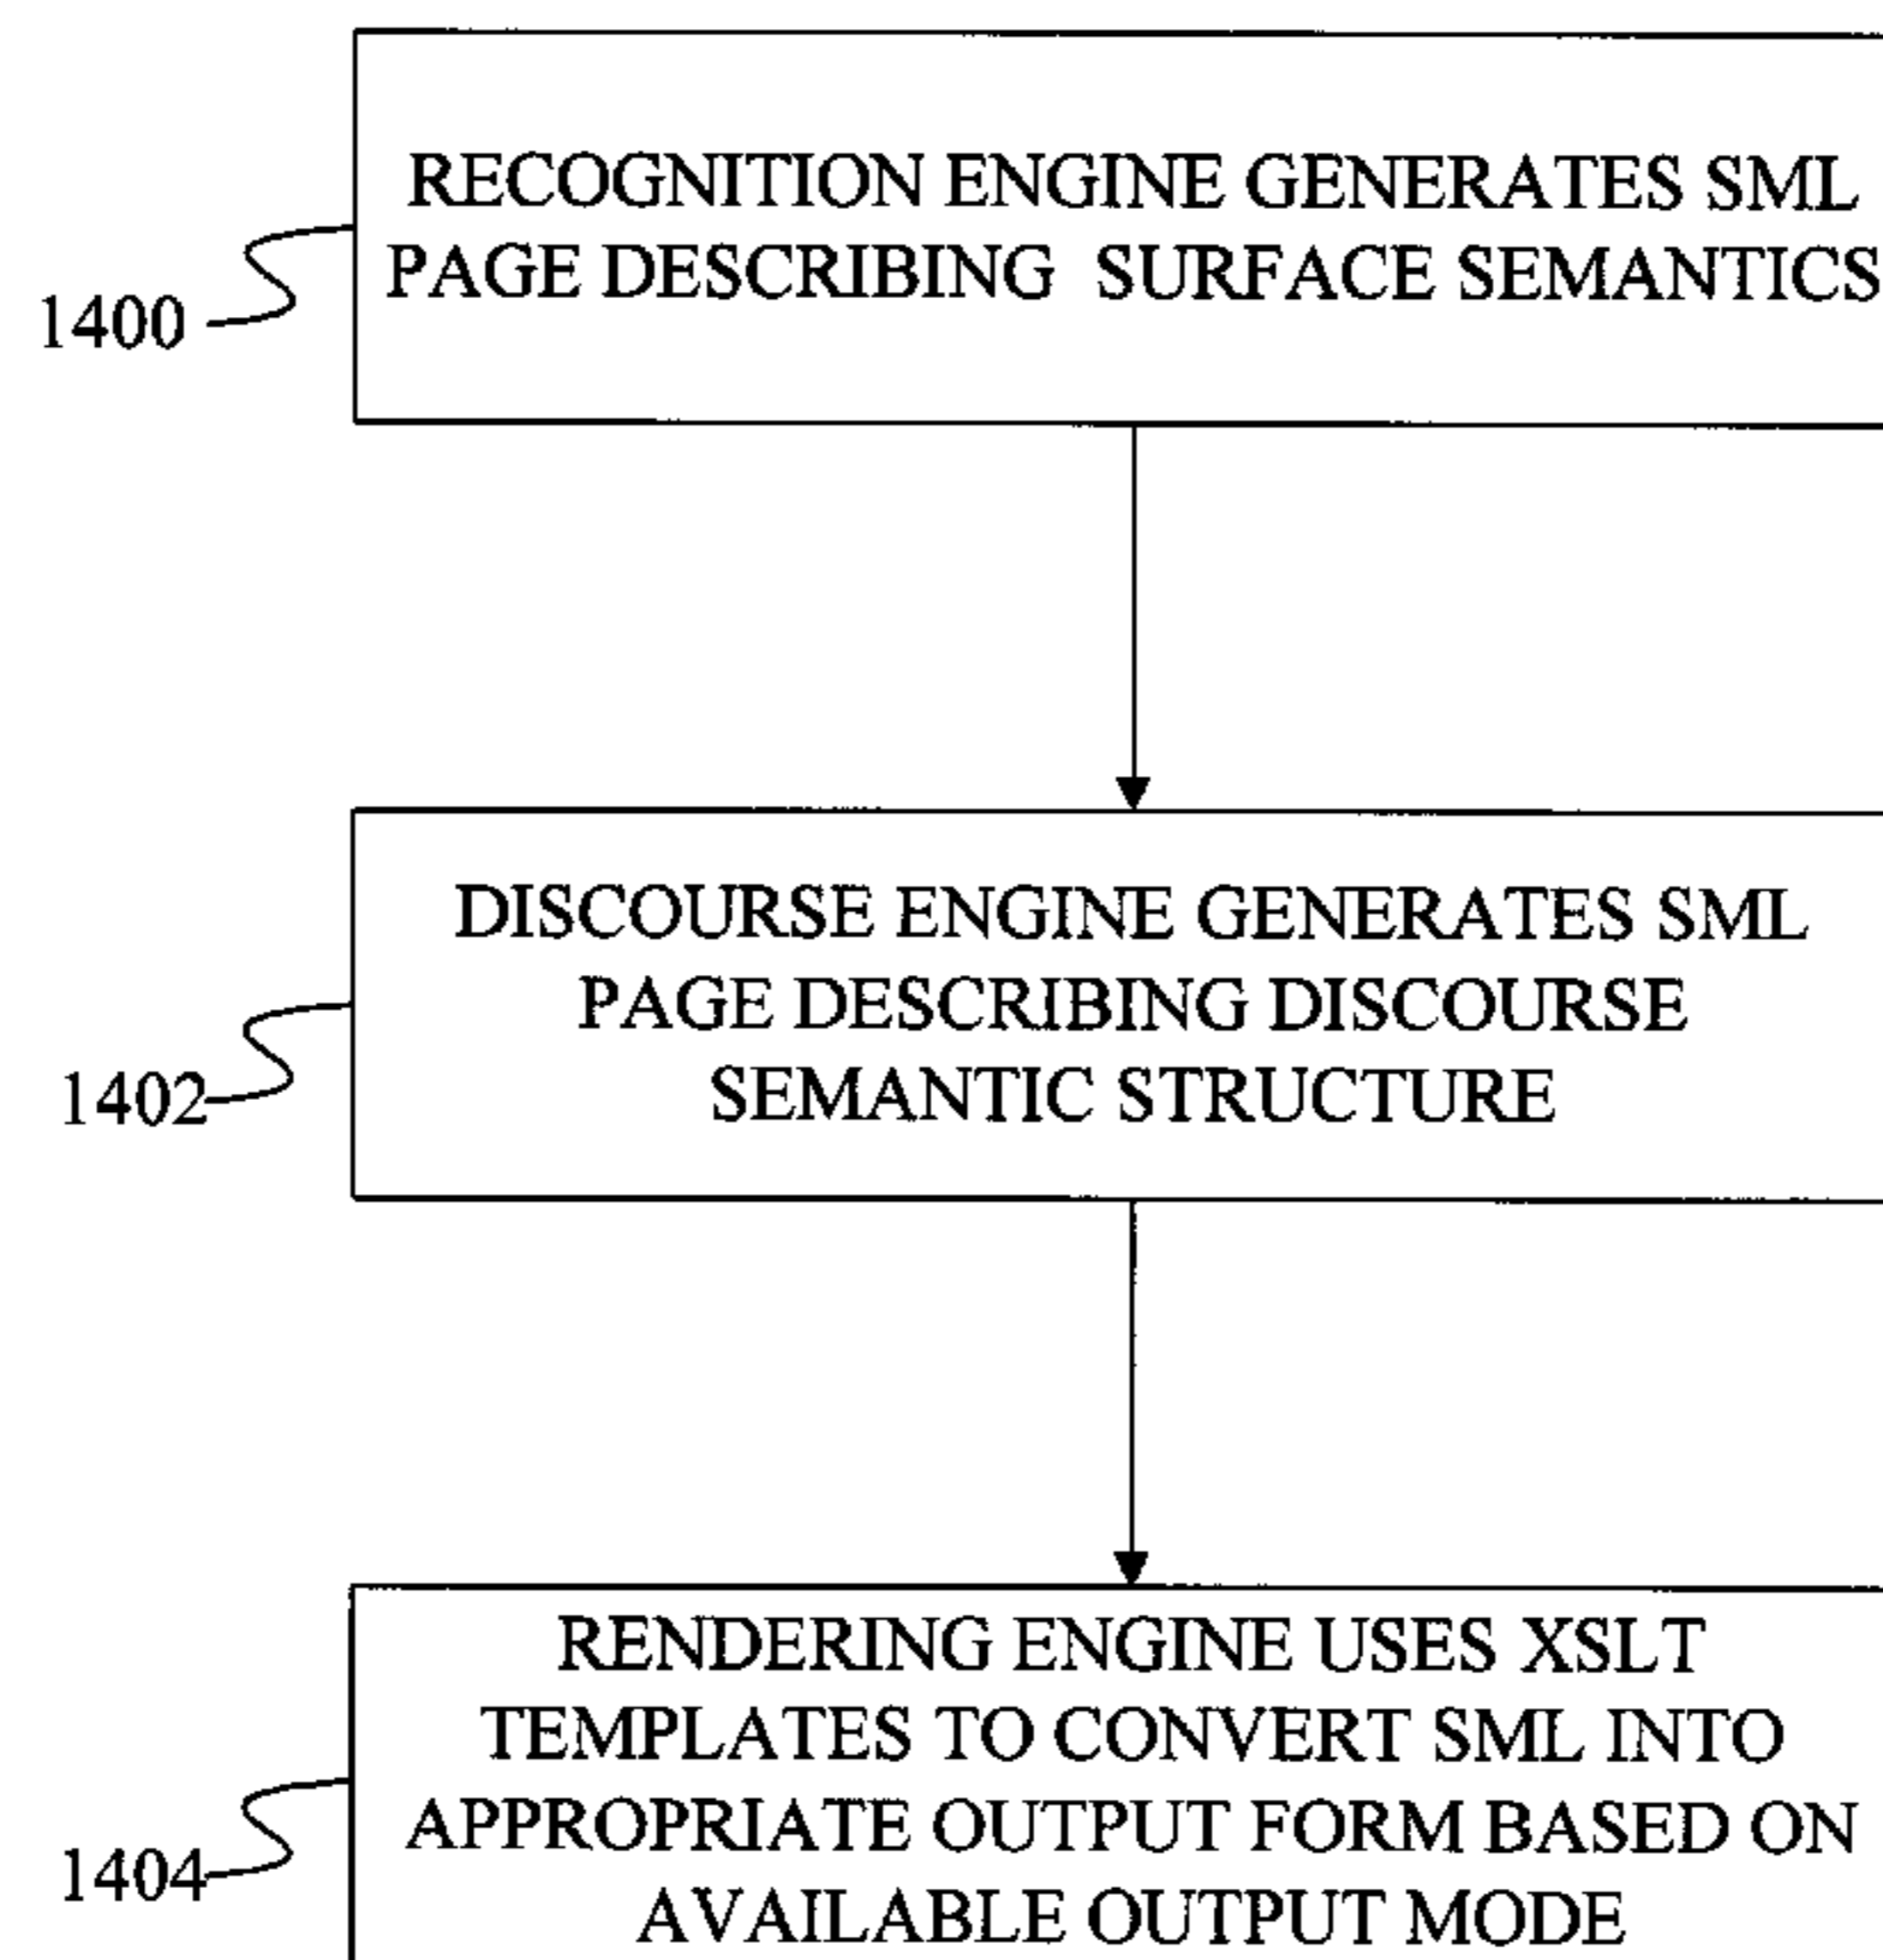 RECOGNITION ENGINE GENERATES SML
PAGE DESCRIBING SURFACE SEMANTICS
1400
DISCOURSE ENGINE GENERATES SML
PAGE DESCRIBING DISCOURSE
SEMANTIC STRUCTURE
1402
RENDERING ENGINE USES XSLT
TEMPLATES TO CONVERT SML INTO
APPROPRIATE OUTPUT FORM BASED ON
AVAILABLE OUTPUT MODE
1404